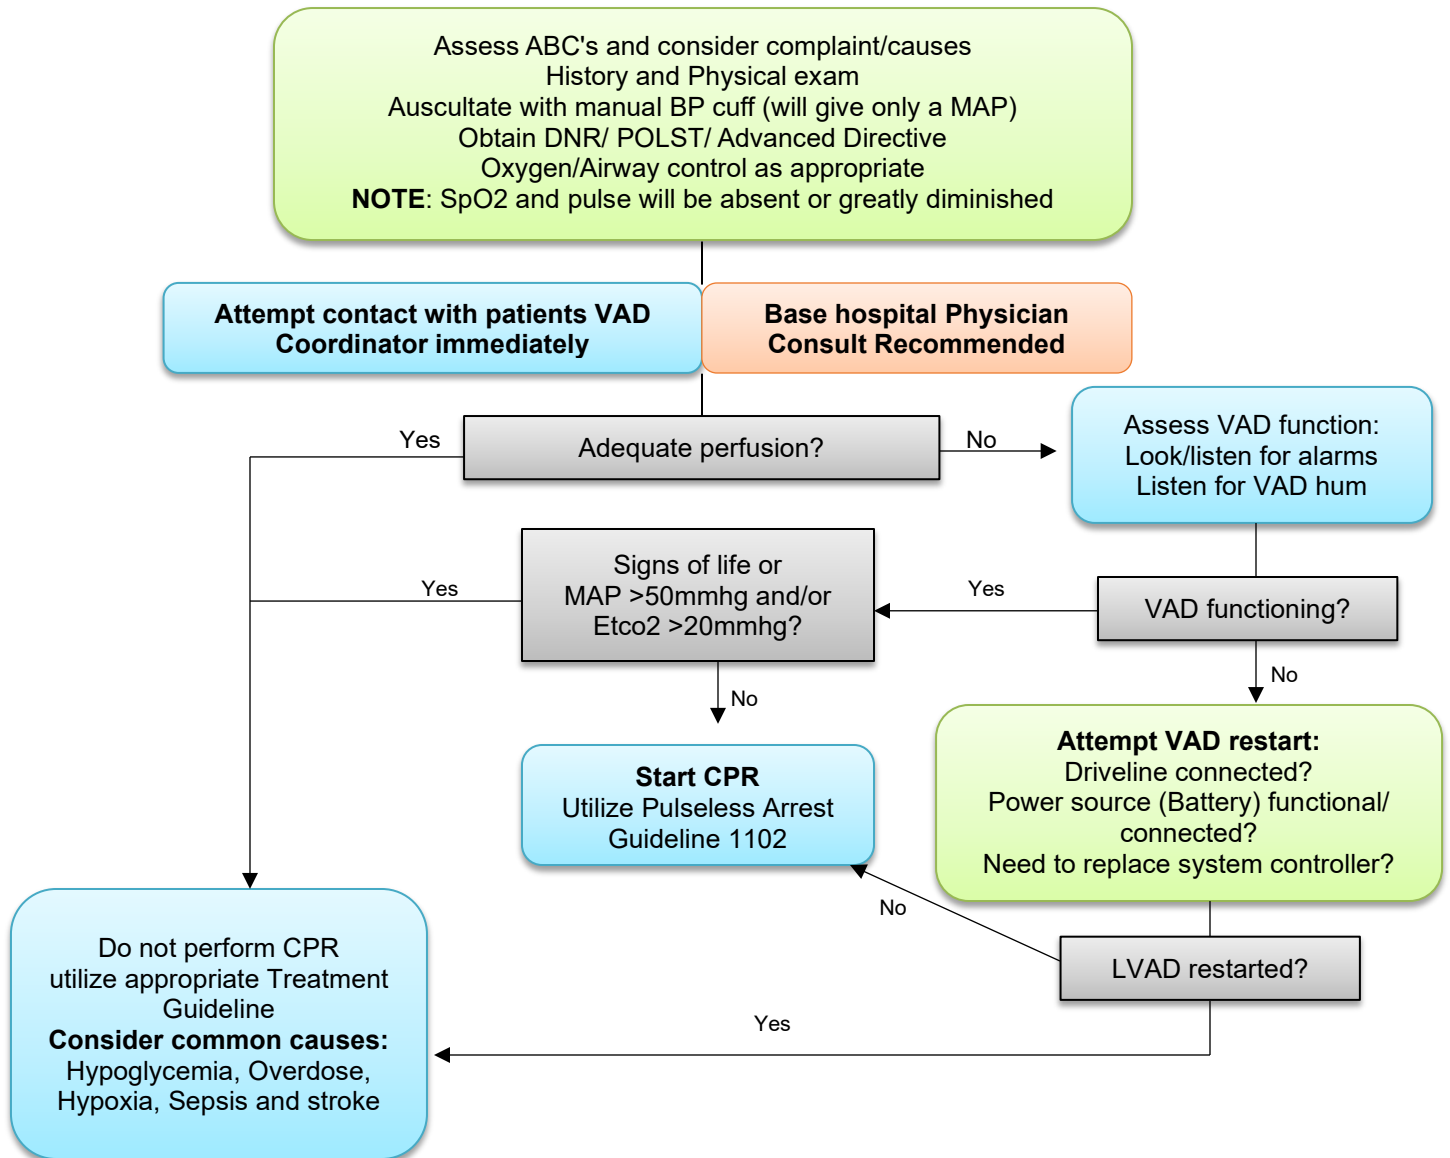 Assess ABC's and consider complaint/causes
History and Physical exam
Auscultate with manual BP cuff (will give only a MAP)
Obtain DNR/ POLST/ Advanced Directive
Oxygen/Airway control as appropriate
NOTE: SpO2 and pulse will be absent or greatly diminished
Attempt contact with patients VAD
Coordinator immediately
Base hospital Physician
Consult Recommended
Yes
Adequate perfusion?
No
Assess VAD function:
Look/listen for alarms
Listen for VAD hum
Yes
Signs of life or
MAP >50mmhg and/or
Etco2 >20mmhg?
Yes
VAD functioning?
No
No
Start CPR
Utilize Pulseless Arrest
Guideline 1102
Attempt VAD restart:
Driveline connected?
Power source (Battery) functional/
connected?
Need to replace system controller?
No
LVAD restarted?
Yes
Do not perform CPR
utilize appropriate Treatment
Guideline
Consider common causes:
Hypoglycemia, Overdose,
Hypoxia, Sepsis and stroke